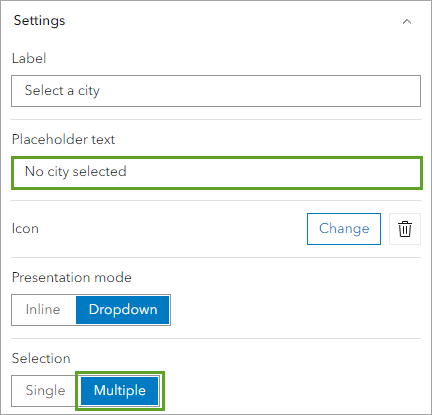 Settings
Label
Select a city
Placeholder text
No city selected
Icon
Change
Presentation mode
Inline Dropdown
Selection
Single Multiple